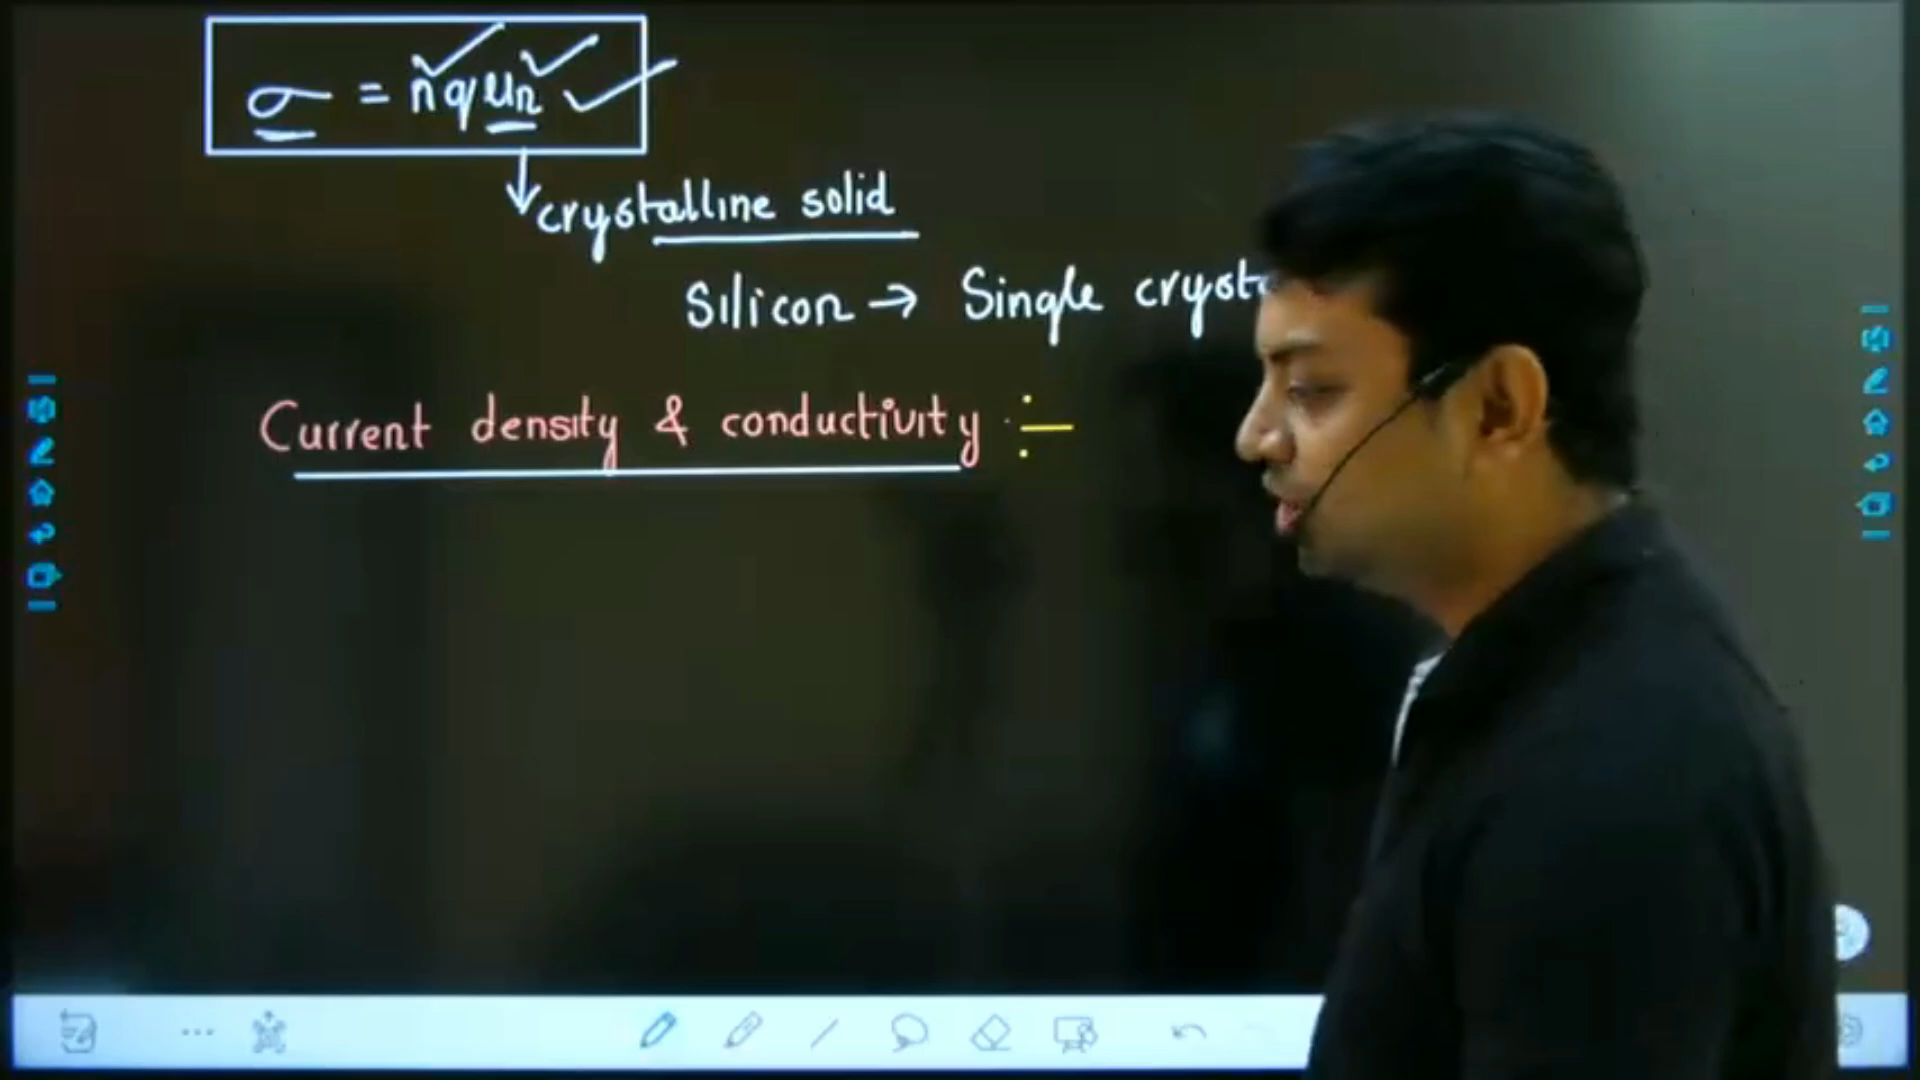 σ = nqμn
crystalline solid
Silicon → Single
Current density & conductivity :-